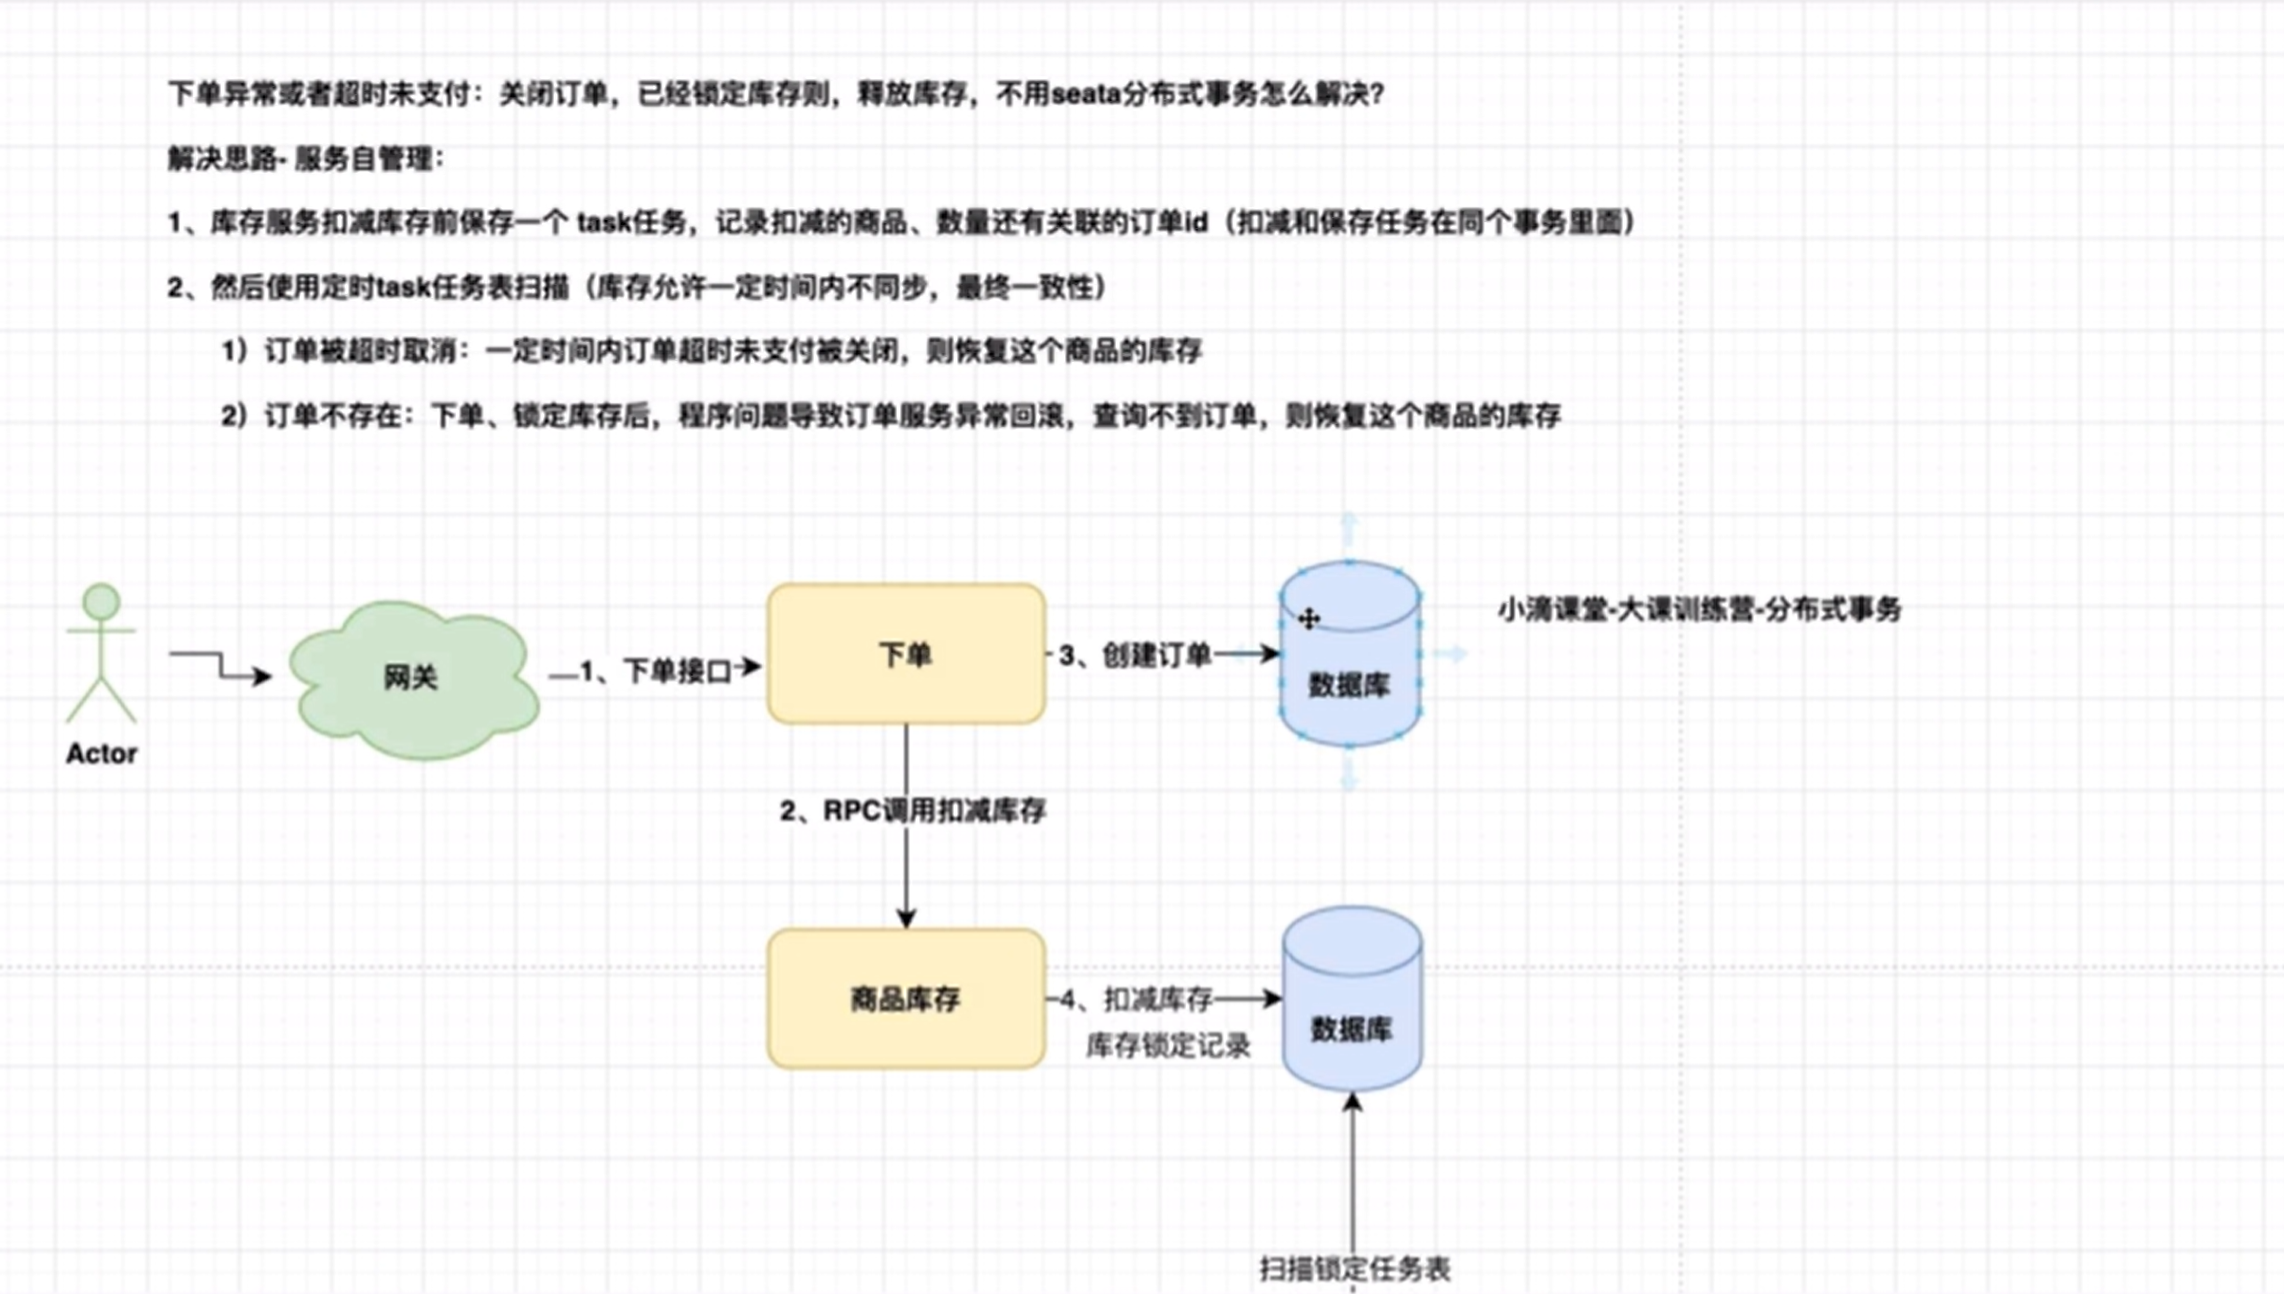 下单异常或者超时未支付：关闭订单，已经锁定库存则，释放库存，不用seata分布式事务怎么解决？
解决思路- 服务自管理：
1、库存服务扣减库存前保存一个 task任务，记录扣减的商品、数量还有关联的订单id（扣减和保存任务在同个事务里面）
2、然后使用定时task任务表扫描（库存允许一定时间内不同步，最终一致性）
1）订单被超时取消：一定时间内订单超时未支付被关闭，则恢复这个商品的库存
2）订单不存在：下单、锁定库存后，程序问题导致订单服务异常回滚，查询不到订单，则恢复这个商品的库存
小滴课堂-大课训练营-分布式事务
Actor
网关
1、下单接口
下单
3、创建订单
数据库
2、RPC调用扣减库存
商品库存
4、扣减库存
库存锁定记录
数据库
扫描锁定任务表